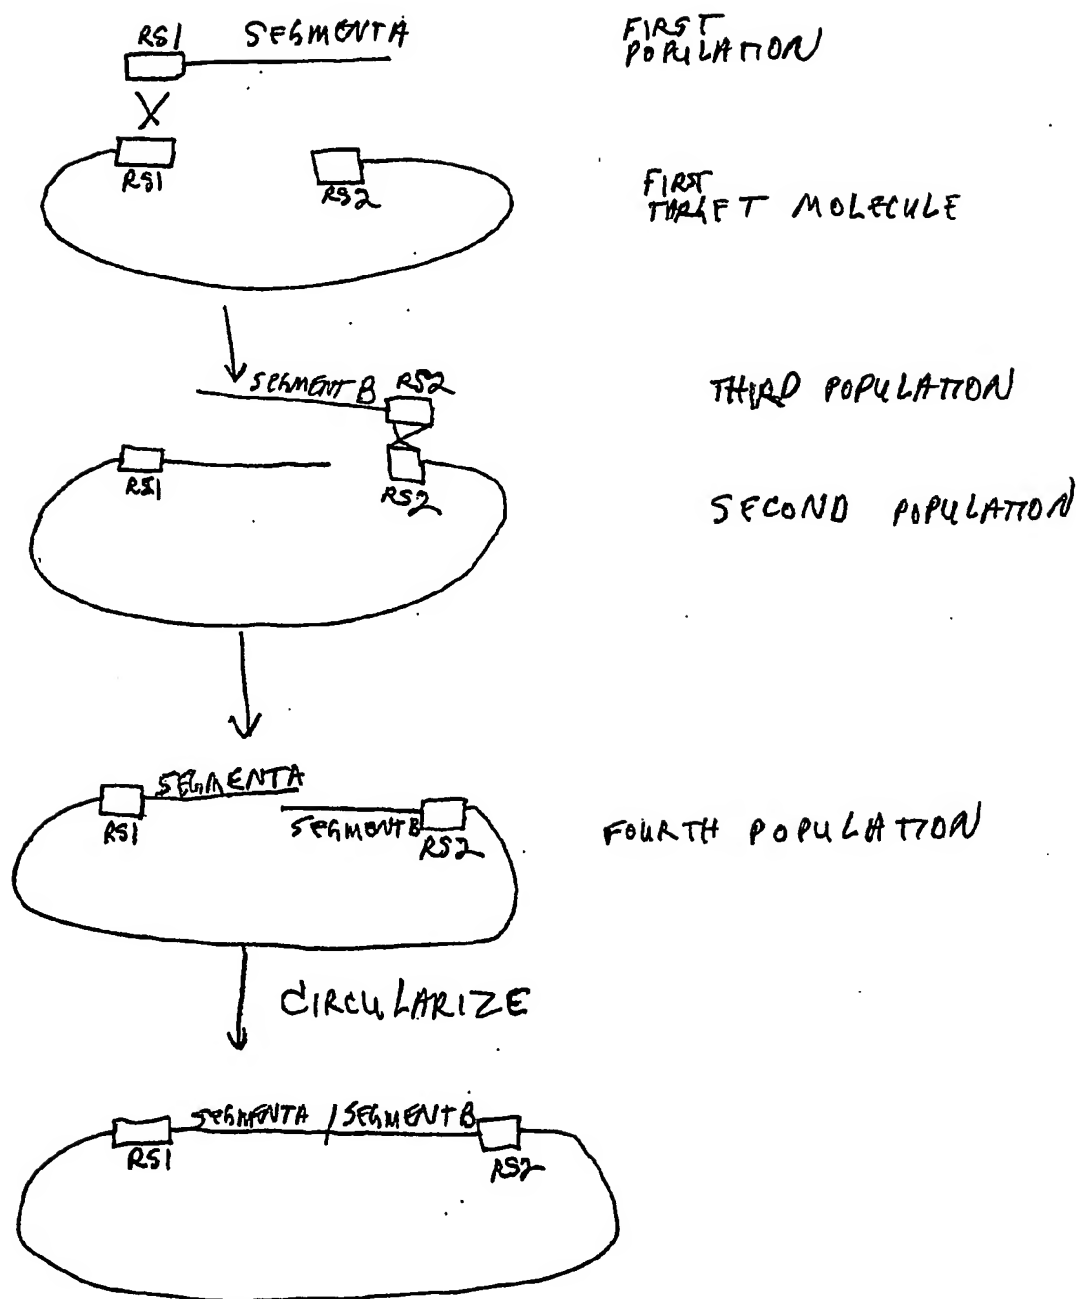 RS1 SEGMENTA
FIRST
POPULATION
RS1
RS2
FIRST
TARGET MOLECULE
SEGMENT B RS2
THIRD POPULATION
RS1
RS2
SECOND POPULATION
SEGMENTA
RS1
SEGMENTB
RS2
FOURTH POPULATION
CIRCULARIZE
SEGMENTA / SEGMENTB
RS1
RS2